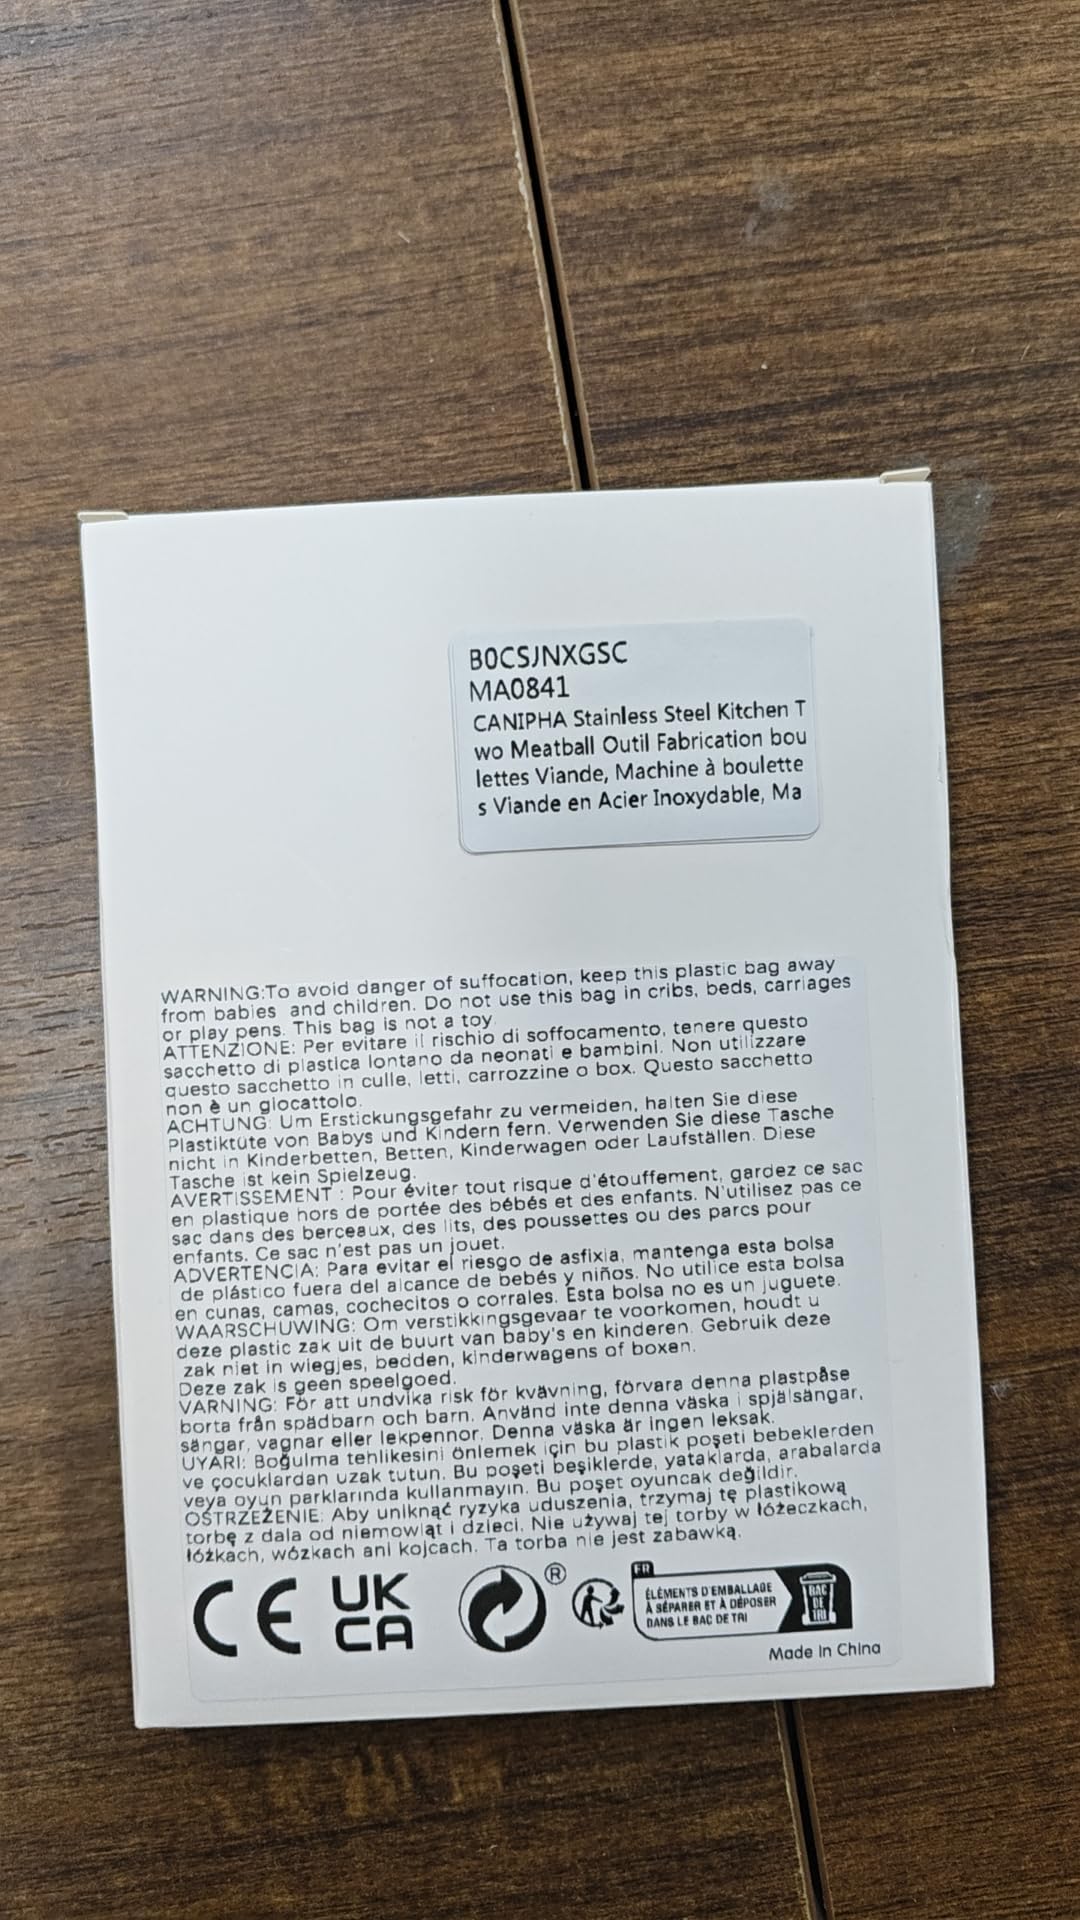 B0CSJNXGSC
MA0841
CANIPHA Stainless Steel Kitchen T
wo Meatball Outil Fabrication bou
lettes Viande, Machine à boulette
s Viande en Acier Inoxydable, Ma
WARNING:To avoid danger of suffocation, keep this plastic bag away
from babies and children. Do not use this bag in cribs, beds, carriages
or play pens. This bag is not a toy.
ATTENZIONE: Per evitare il rischio di soffocamento, tenere questo
sacchetto di plastica lontano da neonati e bambini. Non utilizzare
questo sacchetto in culle, letti, carrozzine o box. Questo sacchetto
non è un giocattolo.
ACHTUNG: Um Erstickungsgefahr zu vermeiden, halten Sie diese
Plastiktüte von Babys und Kindern fern. Verwenden Sie diese Tasche
nicht in Kinderbetten, Betten, Kinderwagen oder Laufställen. Diese
Tasche ist kein Spielzeug.
AVERTISSEMENT : Pour éviter tout risque d'étouffement, gardez ce sac
en plastique hors de portée des bébés et des enfants. N'utilisez pas ce
sac dans des berceaux, des lits, des poussettes ou des parcs pour
enfants. Ce sac n'est pas un jouet.
ADVERTENCIA: Para evitar el riesgo de asfixia, mantenga esta bolsa
de plástico fuera del alcance de bebés y niños. No utilice esta bolsa
en cunas, camas, cochecitos o corrales. Esta bolsa no es un juguete.
WAARSCHUWING: Om verstikkingsgevaar te voorkomen, houdt u
deze plastic zak uit de buurt van baby's en kinderen. Gebruik deze
zak niet in wiegjes, bedden, kinderwagens of boxen.
Deze zak is geen speelgoed.
VARNING: För att undvika risk för kvävning, förvara denna plastpåse
borta från spädbarn och barn. Använd inte denna väska i spjälsängar,
sängar, vagnar eller lekpennor. Denna väska är ingen leksak.
UYARI: Boğulma tehlikesini önlemek için bu plastik poşeti bebeklerden
ve çocuklardan uzak tutun. Bu poşeti beşiklerde, yataklarda, arabalarda
veya oyun parklarında kullanmayın. Bu poşet oyuncak değildir.
OSTRZEŻENIE: Aby uniknąć ryzyka uduszenia, trzymaj tę plastikową
torbę z dala od niemowląt i dzieci. Nie używaj tej torby w łóżeczkach,
łóżkach, wózkach ani kojcach. Ta torba nie jest zabawką.
CE UK CA ®
FR
ÉLÉMENTS D'EMBALLAGE
À SÉPARER ET À DÉPOSER
DANS LE BAC DE TRI
BAC DE TRI
Made In China